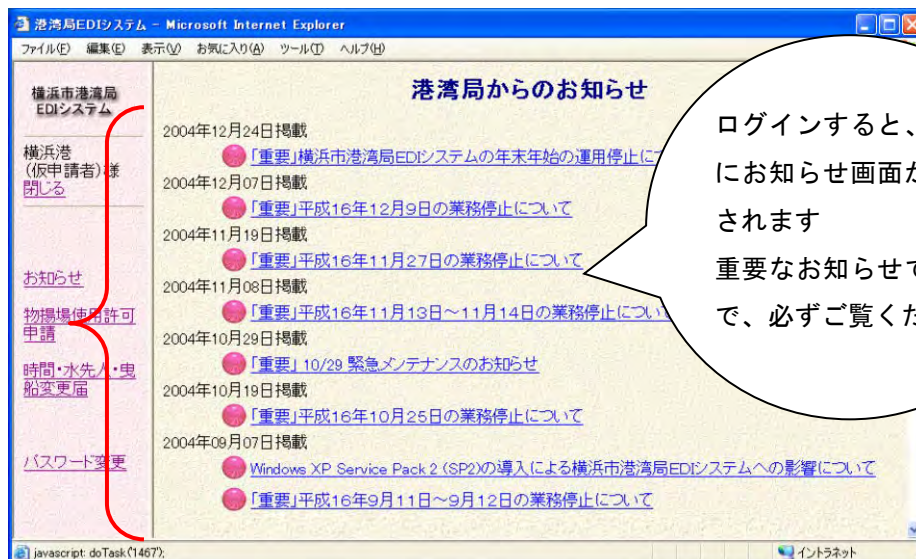 港湾局EDIシステム - Microsoft Internet Explorer
ファイル(F) 編集(E) 表示(V) お気に入り(A) ツール(T) ヘルプ(H)
横浜市港湾局
EDIシステム
横浜港
(仮申請者)様
閉じる
お知らせ
物揚場使用許可
申請
時間・水先人・曳
船変更届
パスワード変更
港湾局からのお知らせ
2004年12月24日掲載
「重要」横浜市港湾局EDIシステムの年末年始の運用停止に
2004年12月07日掲載
「重要」平成16年12月9日の業務停止について
2004年11月19日掲載
「重要」平成16年11月27日の業務停止について
2004年11月08日掲載
「重要」平成16年11月13日～11月14日の業務停止につい
2004年10月29日掲載
「重要」 10/29 緊急メンテナンスのお知らせ
2004年10月19日掲載
「重要」平成16年10月25日の業務停止について
2004年09月07日掲載
Windows XP Service Pack 2 (SP2)の導入による横浜市港湾局EDIシステムへの影響について
「重要」平成16年9月11日～9月12日の業務停止について
ログインすると、
にお知らせ画面が
されます
重要なお知らせで
で、必ずご覧くだ
javascript: doTask('1467');
イントラネット